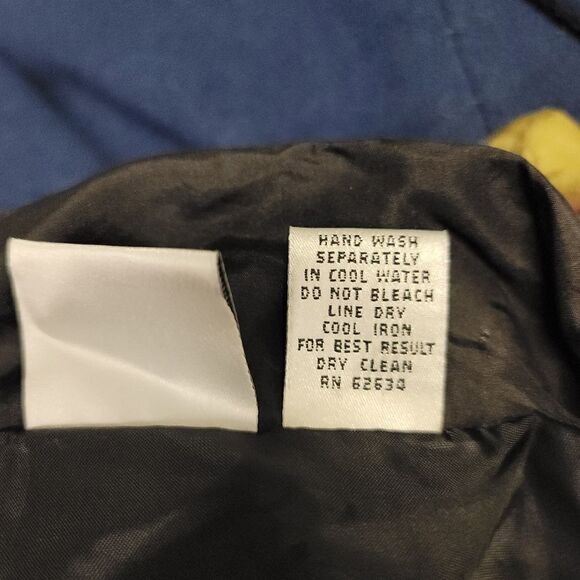 HAND WASH
SEPARATELY
IN COOL WATER
DO NOT BLEACH
LINE DRY
COOL IRON
FOR BEST RESULT
DRY CLEAN
RN 62634